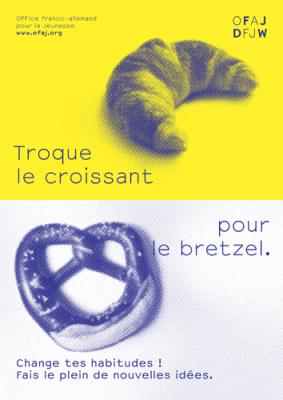 Office franco-allemand
pour la Jeunesse
www.ofaj.org
OFAJ
DFJW
Troque
le croissant
pour
le bretzel.
Change tes habitudes !
Fais le plein de nouvelles idées.